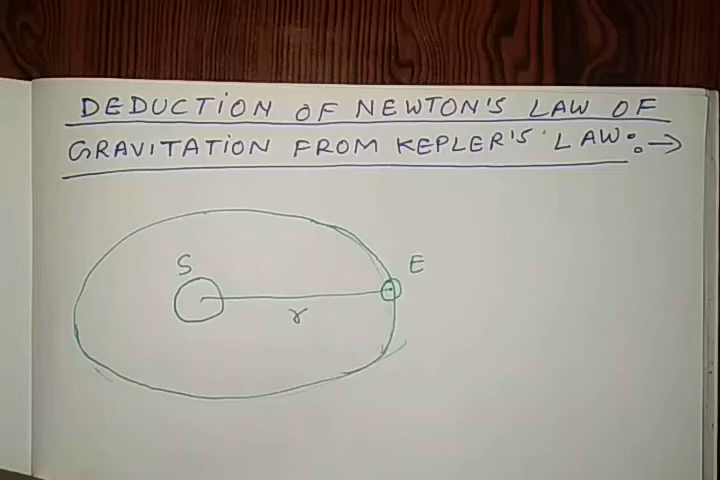 DEDUCTION OF NEWTON'S LAW OF
GRAVITATION FROM KEPLER'S LAW:→
S
E
r